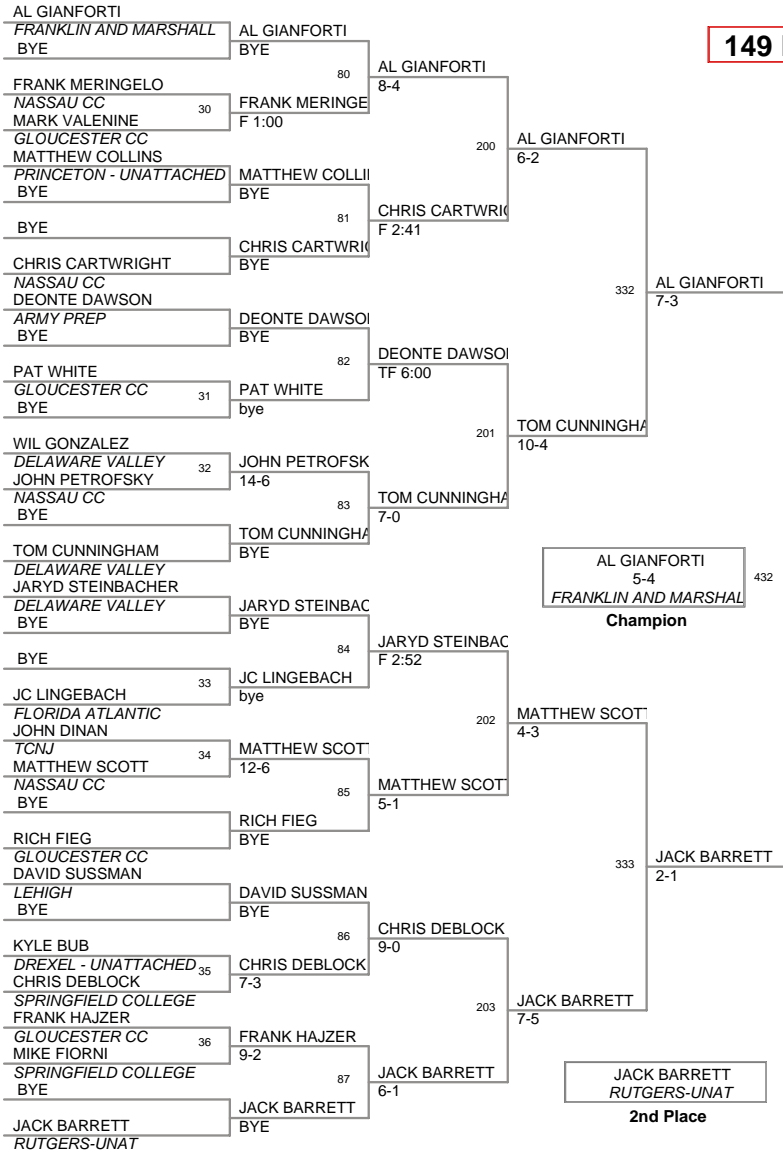 AL GIANFORTI
FRANKLIN AND MARSHALL
BYE
FRANK MERINGELO
NASSAU CC
30
MARK VALENINE
GLOUCESTER CC
MATTHEW COLLINS
PRINCETON - UNATTACHED
BYE
BYE
CHRIS CARTWRIGHT
NASSAU CC
DEONTE DAWSON
ARMY PREP
BYE
PAT WHITE
GLOUCESTER CC
31
BYE
WIL GONZALEZ
DELAWARE VALLEY
32
JOHN PETROFSKY
NASSAU CC
BYE
TOM CUNNINGHAM
DELAWARE VALLEY
JARYD STEINBACHER
DELAWARE VALLEY
BYE
BYE
33
JC LINGEBACH
FLORIDA ATLANTIC
JOHN DINAN
TCNJ
34
MATTHEW SCOTT
NASSAU CC
BYE
RICH FIEG
GLOUCESTER CC
DAVID SUSSMAN
LEHIGH
BYE
KYLE BUB
DREXEL - UNATTACHED
35
CHRIS DEBLOCK
SPRINGFIELD COLLEGE
FRANK HAJZER
GLOUCESTER CC
36
MIKE FIORNI
SPRINGFIELD COLLEGE
BYE
JACK BARRETT
RUTGERS-UNAT
AL GIANFORTI
BYE
80
FRANK MERINGE
F 1:00
MATTHEW COLLI
BYE
81
CHRIS CARTWRI
BYE
DEONTE DAWSO
BYE
82
PAT WHITE
bye
JOHN PETROFSK
14-6
83
TOM CUNNINGHA
BYE
JARYD STEINBAC
BYE
84
JC LINGEBACH
bye
MATTHEW SCOT
12-6
85
RICH FIEG
BYE
DAVID SUSSMAN
BYE
86
CHRIS DEBLOCK
7-3
FRANK HAJZER
9-2
87
JACK BARRETT
BYE
AL GIANFORTI
8-4
200
CHRIS CARTWRI
F 2:41
DEONTE DAWSO
TF 6:00
201
TOM CUNNINGHA
7-0
JARYD STEINBAC
F 2:52
202
MATTHEW SCOT
5-1
CHRIS DEBLOCK
9-0
203
JACK BARRETT
6-1
AL GIANFORTI
6-2
332
TOM CUNNINGHA
10-4
MATTHEW SCOT
4-3
333
JACK BARRETT
7-5
149
AL GIANFORTI
7-3
JACK BARRETT
2-1
AL GIANFORTI
5-4
FRANKLIN AND MARSHAL
432
Champion
JACK BARRETT
RUTGERS-UNAT
2nd Place